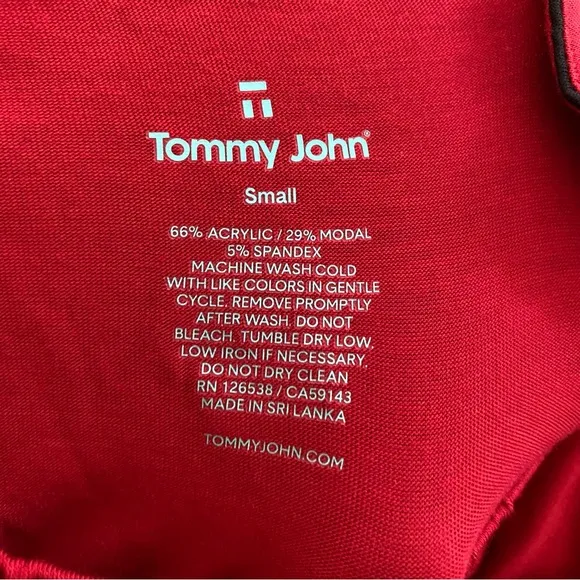 Tommy John®
Small
66% ACRYLIC / 29% MODAL
5% SPANDEX
MACHINE WASH COLD
WITH LIKE COLORS IN GENTLE
CYCLE. REMOVE PROMPTLY
AFTER WASH. DO NOT
BLEACH. TUMBLE DRY LOW,
LOW IRON IF NECESSARY,
DO NOT DRY CLEAN
RN 126538 / CA59143
MADE IN SRI LANKA
TOMMYJOHN.COM